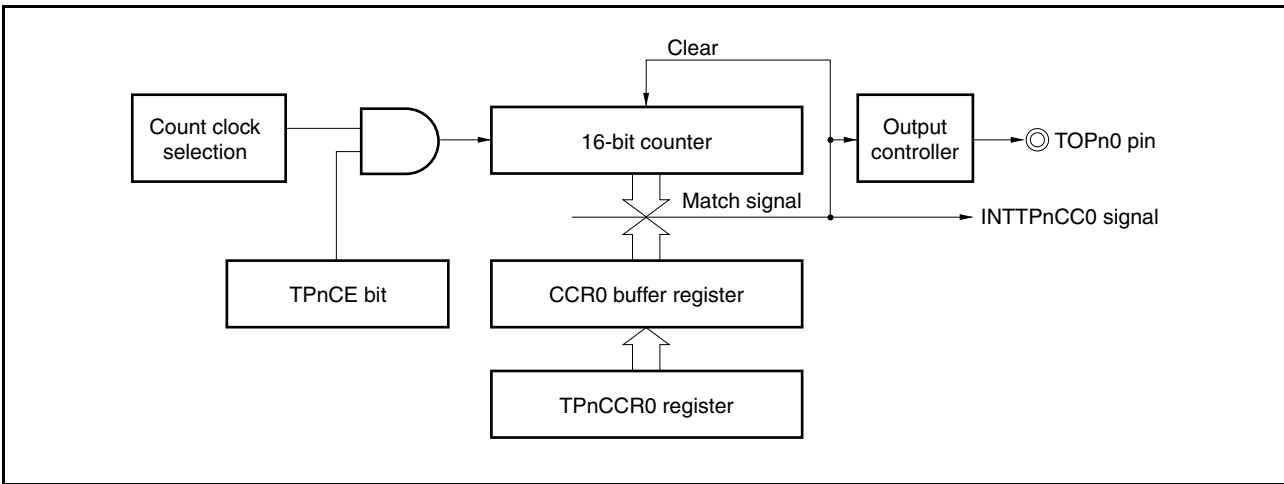 Clear
Count clock
selection
16-bit counter
Output
controller
TOPn0 pin
Match signal
INTTPnCC0 signal
TPnCE bit
CCR0 buffer register
TPnCCR0 register